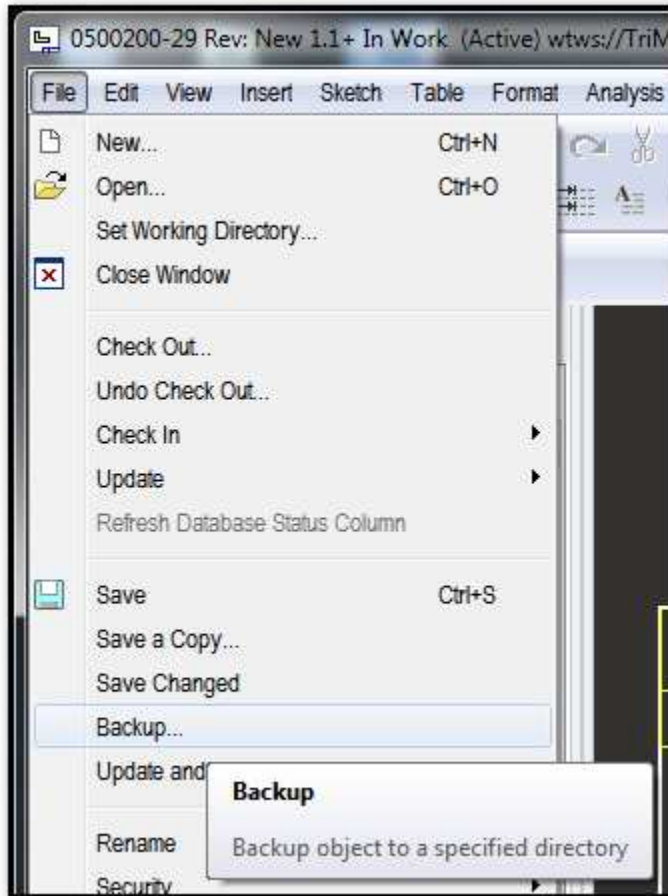 0500200-29 Rev: New 1.1+ In Work (Active) wtws://TriM
File Edit View Insert Sketch Table Format Analysis
New... Ctrl+N
Open... Ctrl+O
Set Working Directory...
Close Window
Check Out...
Undo Check Out...
Check In
Update
Refresh Database Status Column
Save Ctrl+S
Save a Copy...
Save Changed
Backup...
Update and
Backup
Backup object to a specified directory
Rename
Security